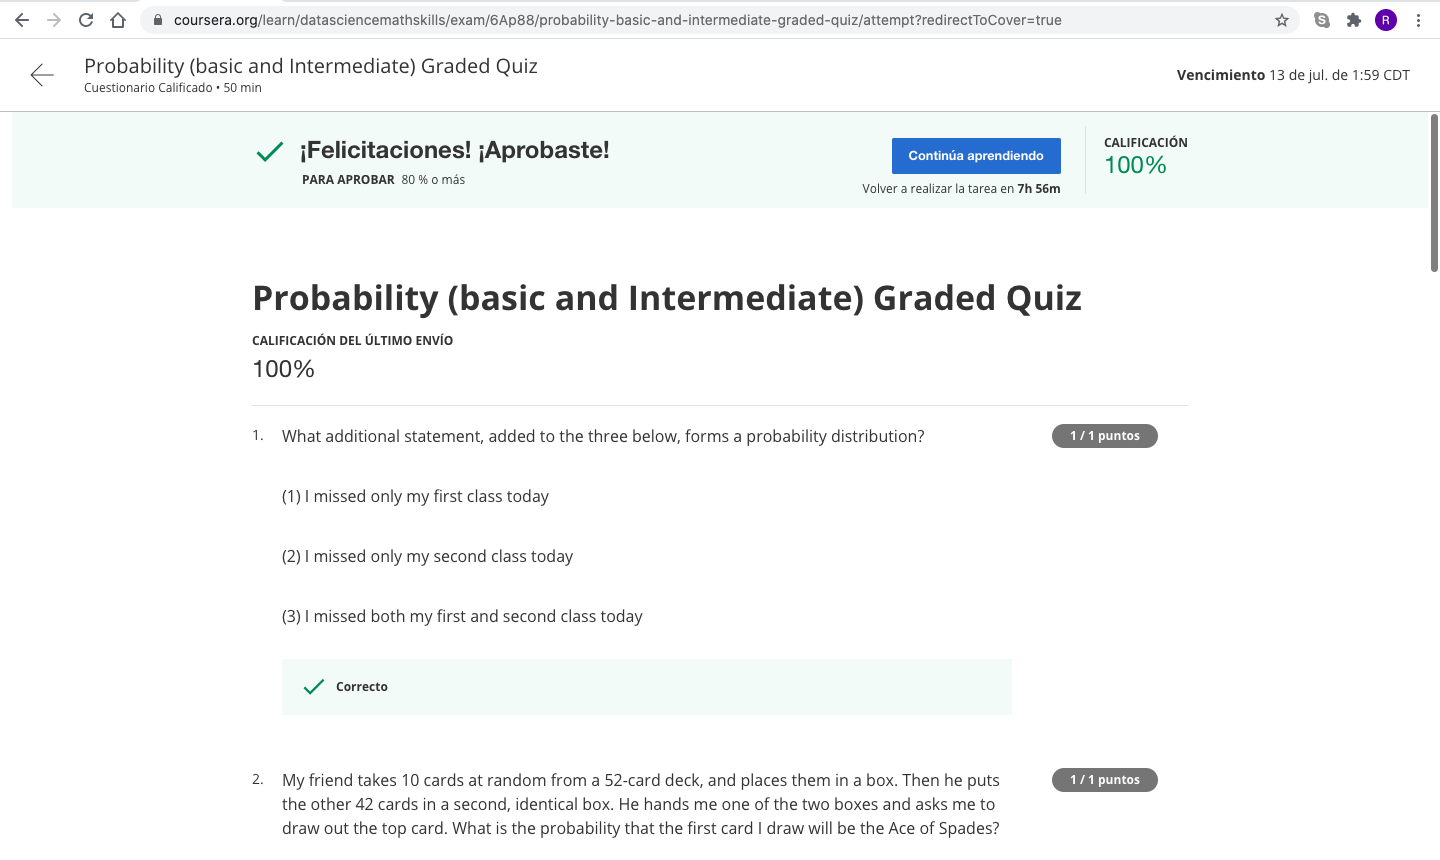 coursera.org/learn/datasciencemathskills/exam/6Ap88/probability-basic-and-intermediate-graded-quiz/attempt?redirectToCover=true
R
Probability (basic and Intermediate) Graded Quiz
Cuestionario Calificado • 50 min
Vencimiento 13 de jul. de 1:59 CDT
¡Felicitaciones! ¡Aprobaste!
PARA APROBAR 80 % o más
Continúa aprendiendo
Volver a realizar la tarea en 7h 56m
CALIFICACIÓN
100%
Probability (basic and Intermediate) Graded Quiz
CALIFICACIÓN DEL ÚLTIMO ENVÍO
100%
1. What additional statement, added to the three below, forms a probability distribution?
1 / 1 puntos
(1) I missed only my first class today
(2) I missed only my second class today
(3) I missed both my first and second class today
Correcto
2. My friend takes 10 cards at random from a 52-card deck, and places them in a box. Then he puts
the other 42 cards in a second, identical box. He hands me one of the two boxes and asks me to
draw out the top card. What is the probability that the first card I draw will be the Ace of Spades?
1 / 1 puntos